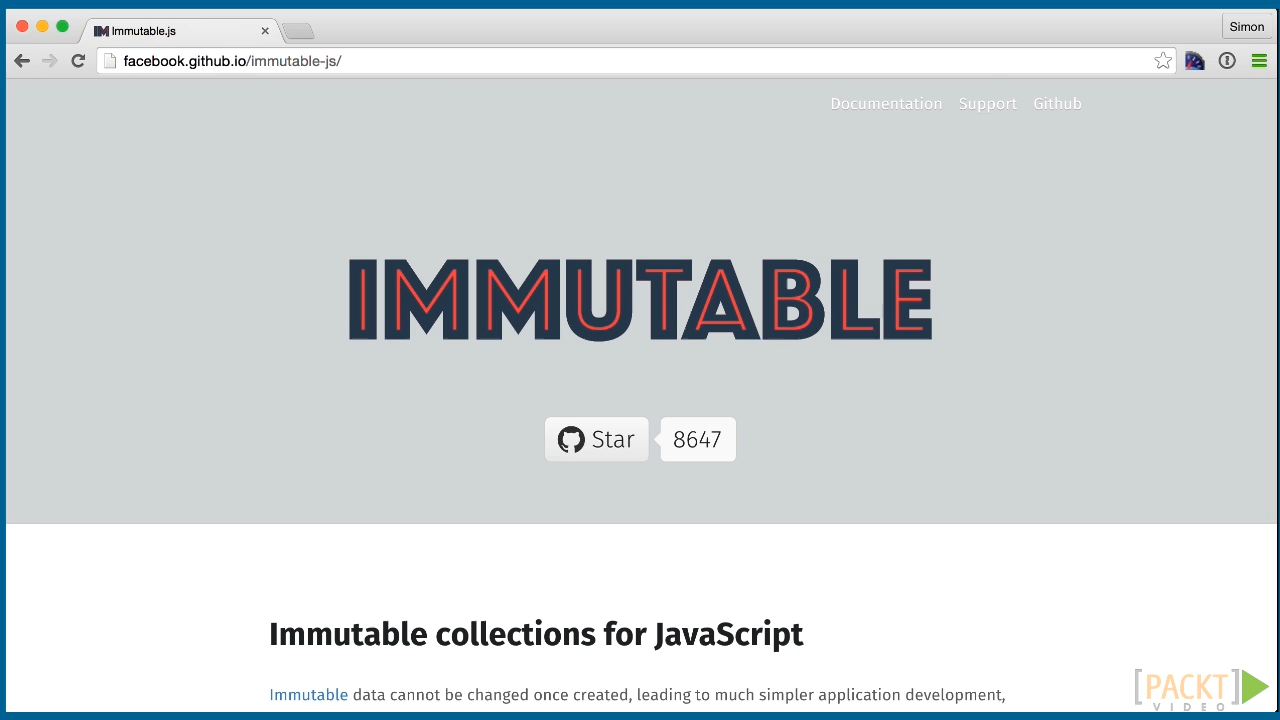 Immutable.js
Simon
facebook.github.io/immutable-js/
Documentation Support Github
IMMUTABLE
Star 8647
Immutable collections for JavaScript
Immutable data cannot be changed once created, leading to much simpler application development,
[PACKT]
VIDEO